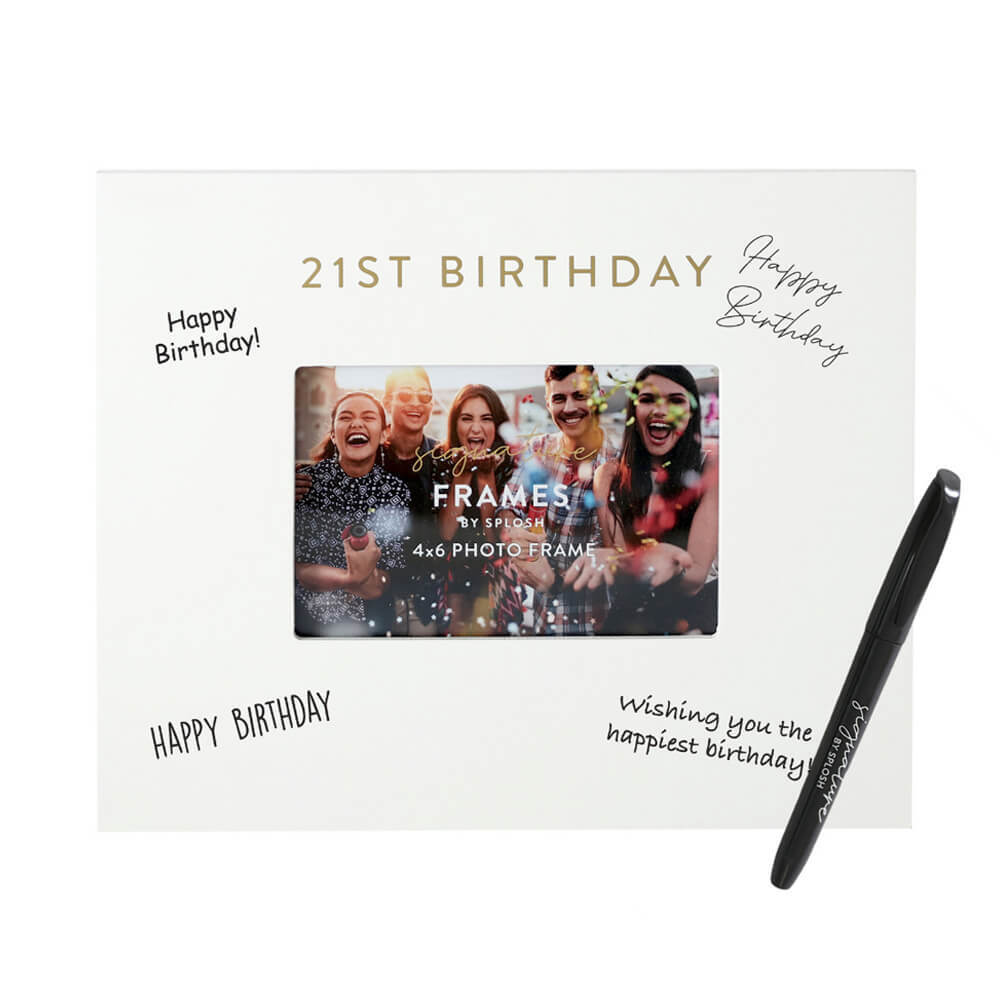 21ST BIRTHDAY
Happy
Birthday!
Happy
Birthday
signature
FRAMES
BY SPLOSH
4x6 PHOTO FRAME
HAPPY BIRTHDAY
Wishing you the
happiest birthday!
signature
BY SPLOSH